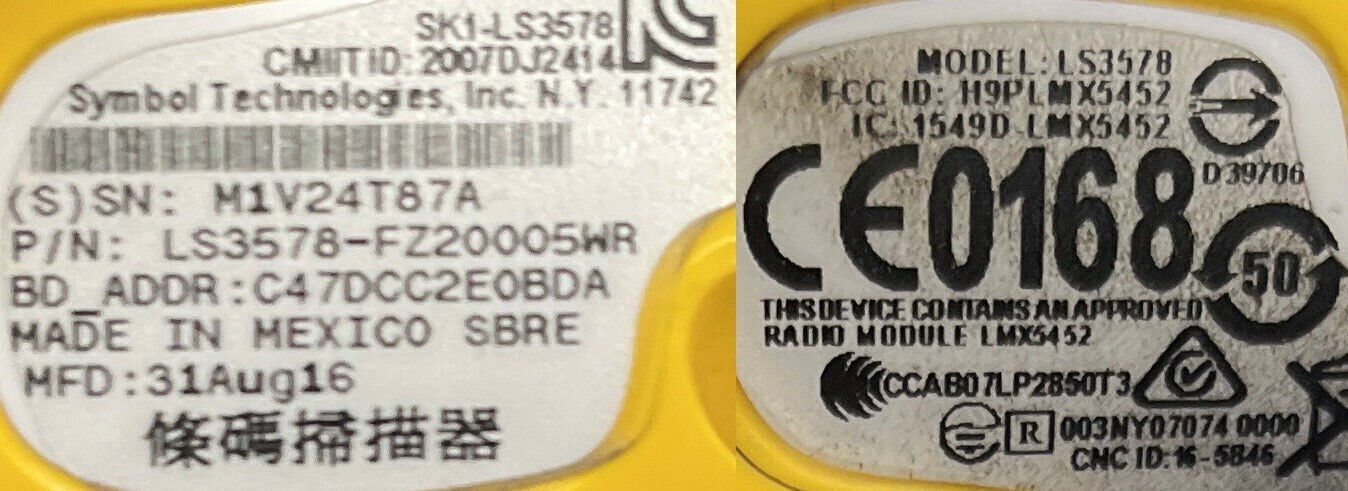 SK1-LS3578
CMIITID: 2007DJ2414
Symbol Technologies, Inc. N.Y. 11742
(S)SN: M1V24T87A
P/N: LS3578-FZ20005WR
BD_ADDR:C47DCC2E0BDA
MADE IN MEXICO SBRE
MFD:31Aug16
條碼掃描器
MODEL: LS3578
FCC ID: H9PLMX5452
IC: 1549D-LMX5452
CE0168
D39706
50
THIS DEVICE CONTAINS AN APPROVED
RADIO MODULE LMX5452
CCAB07LP2850T3
R 003NY07074 0000
CNC ID: 16-5846